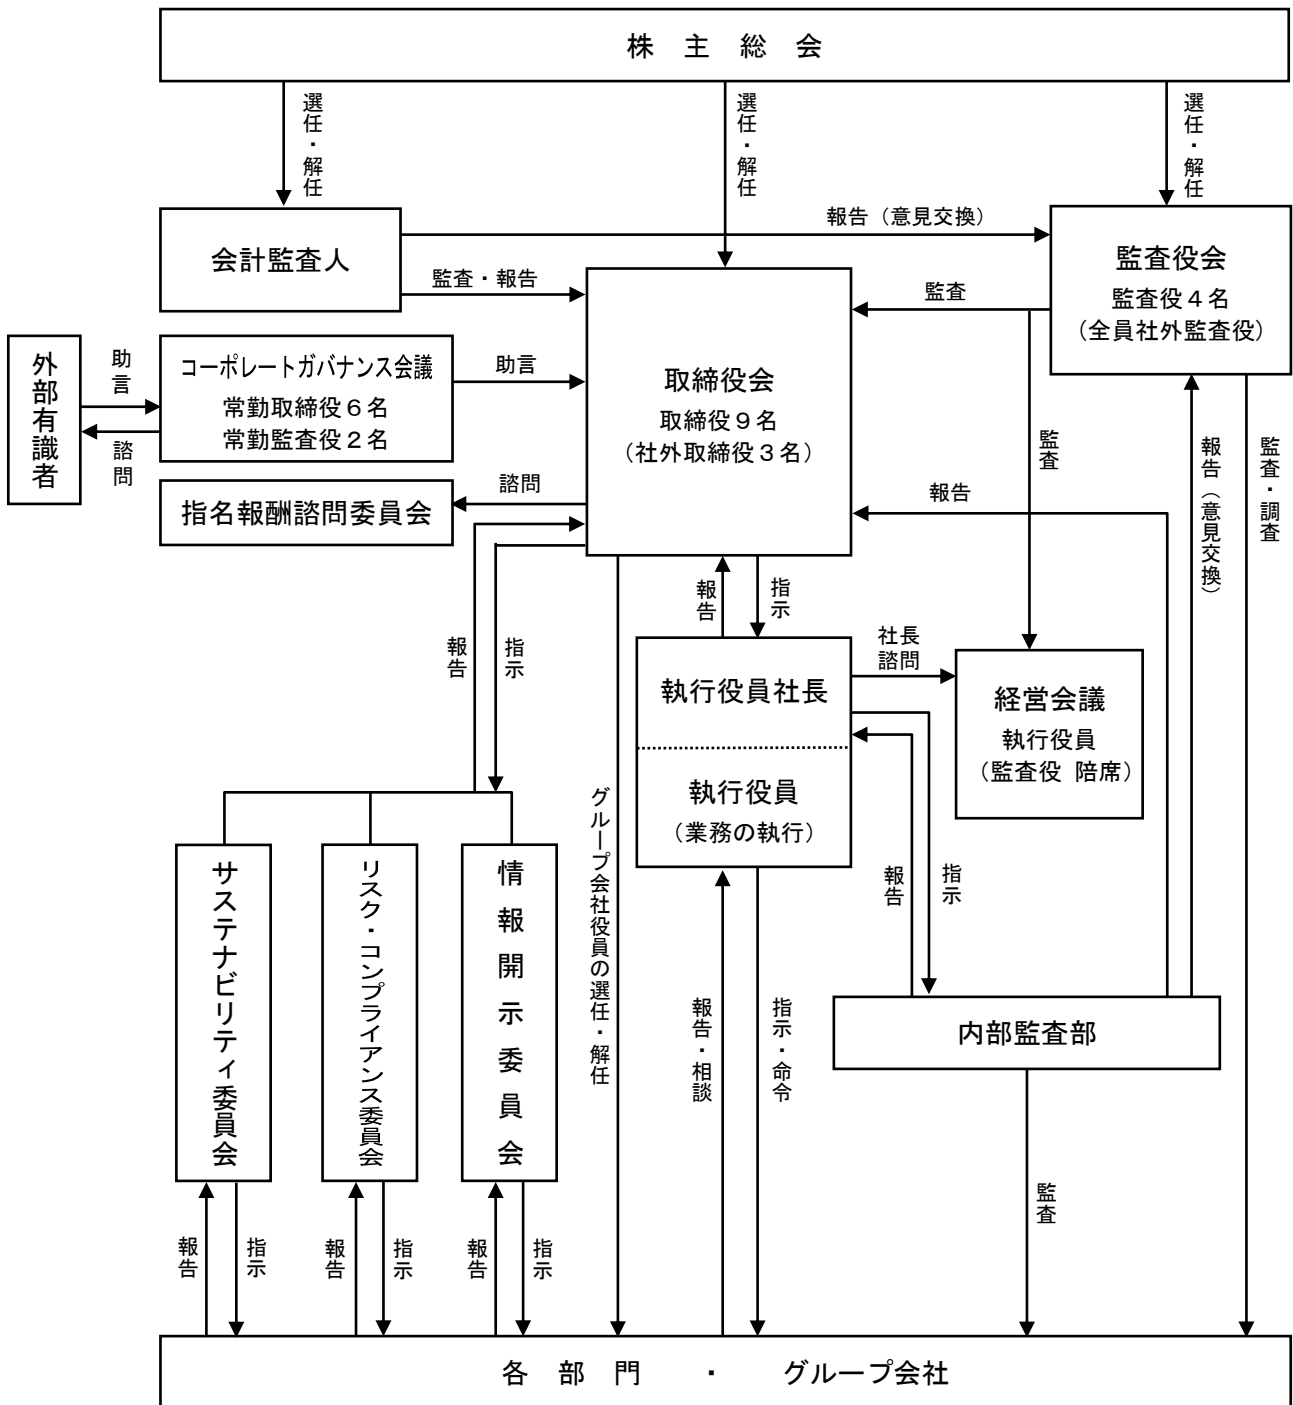 株　主　総　会
選任・解任
選任・解任
選任・解任
会計監査人
報告（意見交換）
監査・報告
監査役会
監査役４名
（全員社外監査役）
監査
外部有識者
助言
諮問
コーポレートガバナンス会議
常勤取締役６名
常勤監査役２名
助言
取締役会
取締役９名
（社外取締役３名）
指名報酬諮問委員会
諮問
報告
監査
報告（意見交換）
監査・調査
報告
指示
報告
指示
執行役員社長
執行役員
（業務の執行）
社長
諮問
経営会議
執行役員
（監査役 陪席）
報告
指示
グループ会社役員の選任・解任
サステナビリティ委員会
リスク・コンプライアンス委員会
情報開示委員会
報告・相談
指示・命令
内部監査部
監査
報告
指示
報告
指示
報告
指示
各　部　門　・　グループ会社